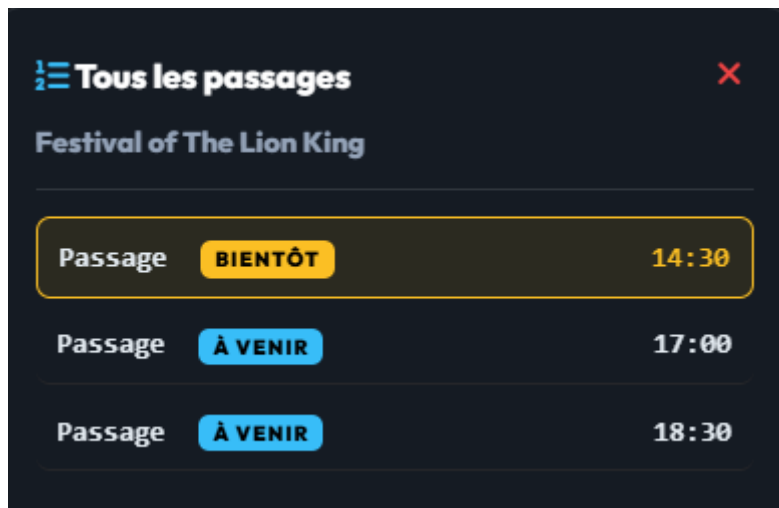 Tous les passages
Festival of The Lion King
Passage BIENTÔT 14:30
Passage À VENIR 17:00
Passage À VENIR 18:30